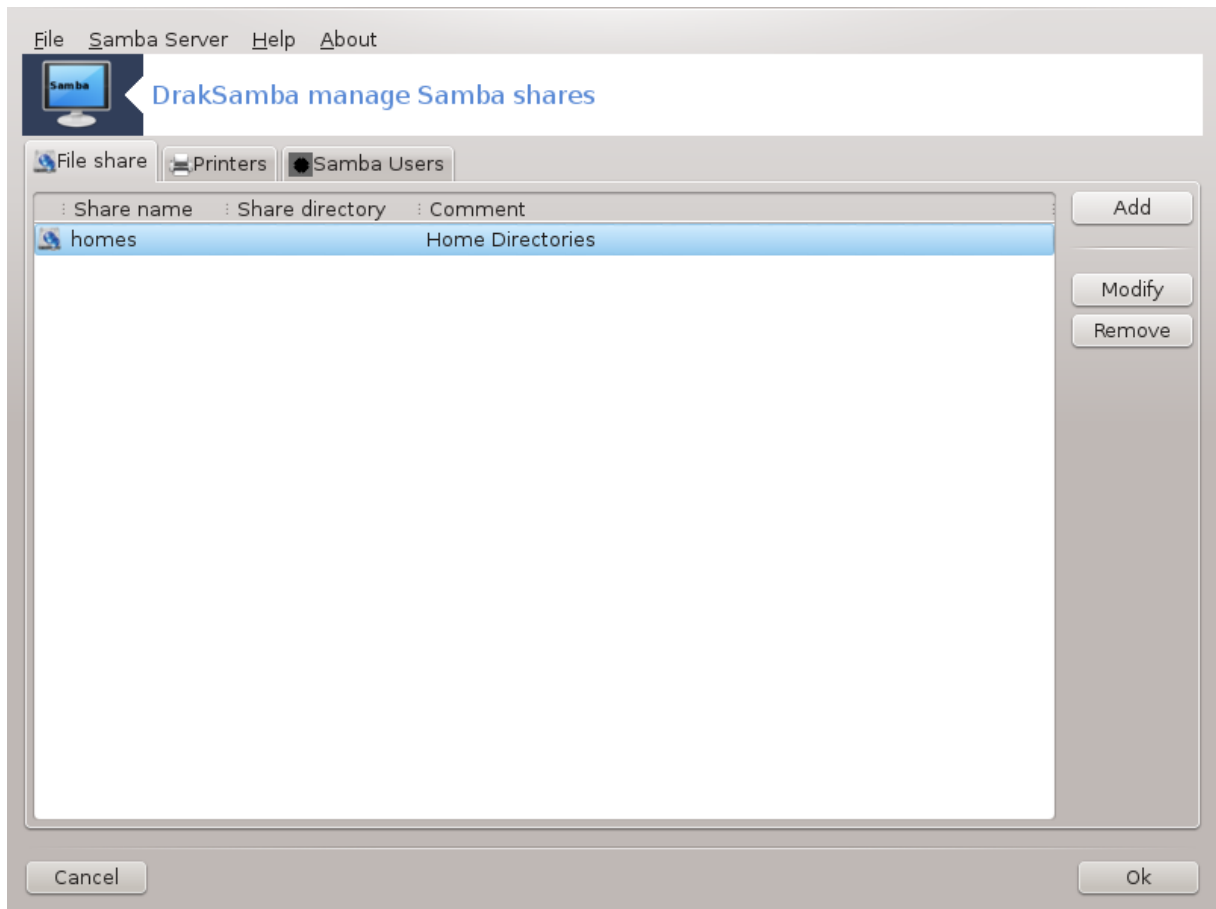 File Samba Server Help About
Samba
DrakSamba manage Samba shares
File share Printers Samba Users
Share name Share directory Comment
homes Home Directories
Add
Modify
Remove
Cancel Ok